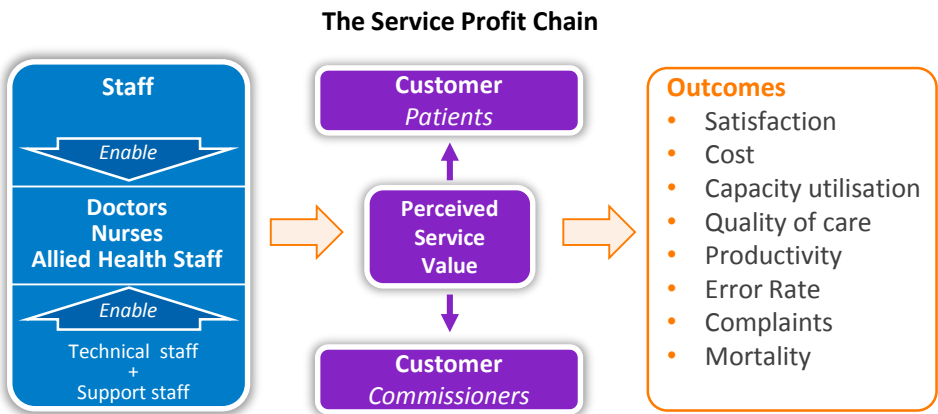 The Service Profit Chain
Staff
Enable
Doctors
Nurses
Allied Health Staff
Enable
Technical staff
+
Support staff
Customer
Patients
Perceived
Service
Value
Customer
Commissioners
Outcomes
• Satisfaction
• Cost
• Capacity utilisation
• Quality of care
• Productivity
• Error Rate
• Complaints
• Mortality